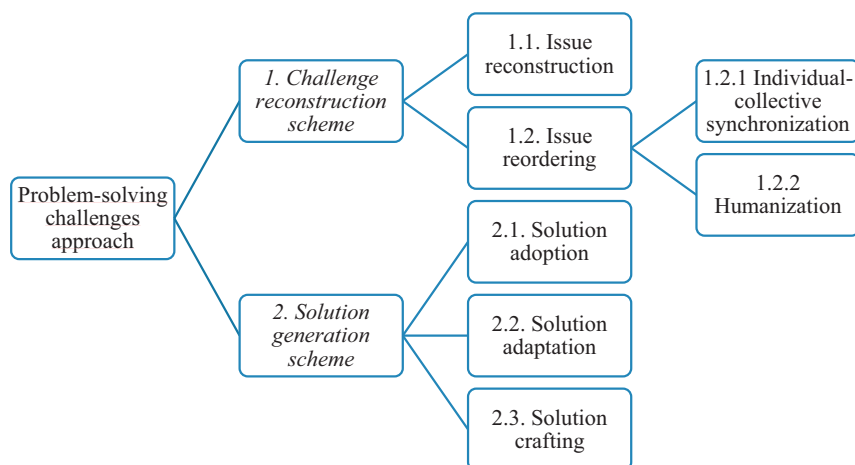 Problem-solving
challenges
approach
1. Challenge
reconstruction
scheme
1.1. Issue
reconstruction
1.2. Issue
reordering
1.2.1 Individual-
collective
synchronization
1.2.2
Humanization
2. Solution
generation
scheme
2.1. Solution
adoption
2.2. Solution
adaptation
2.3. Solution
crafting